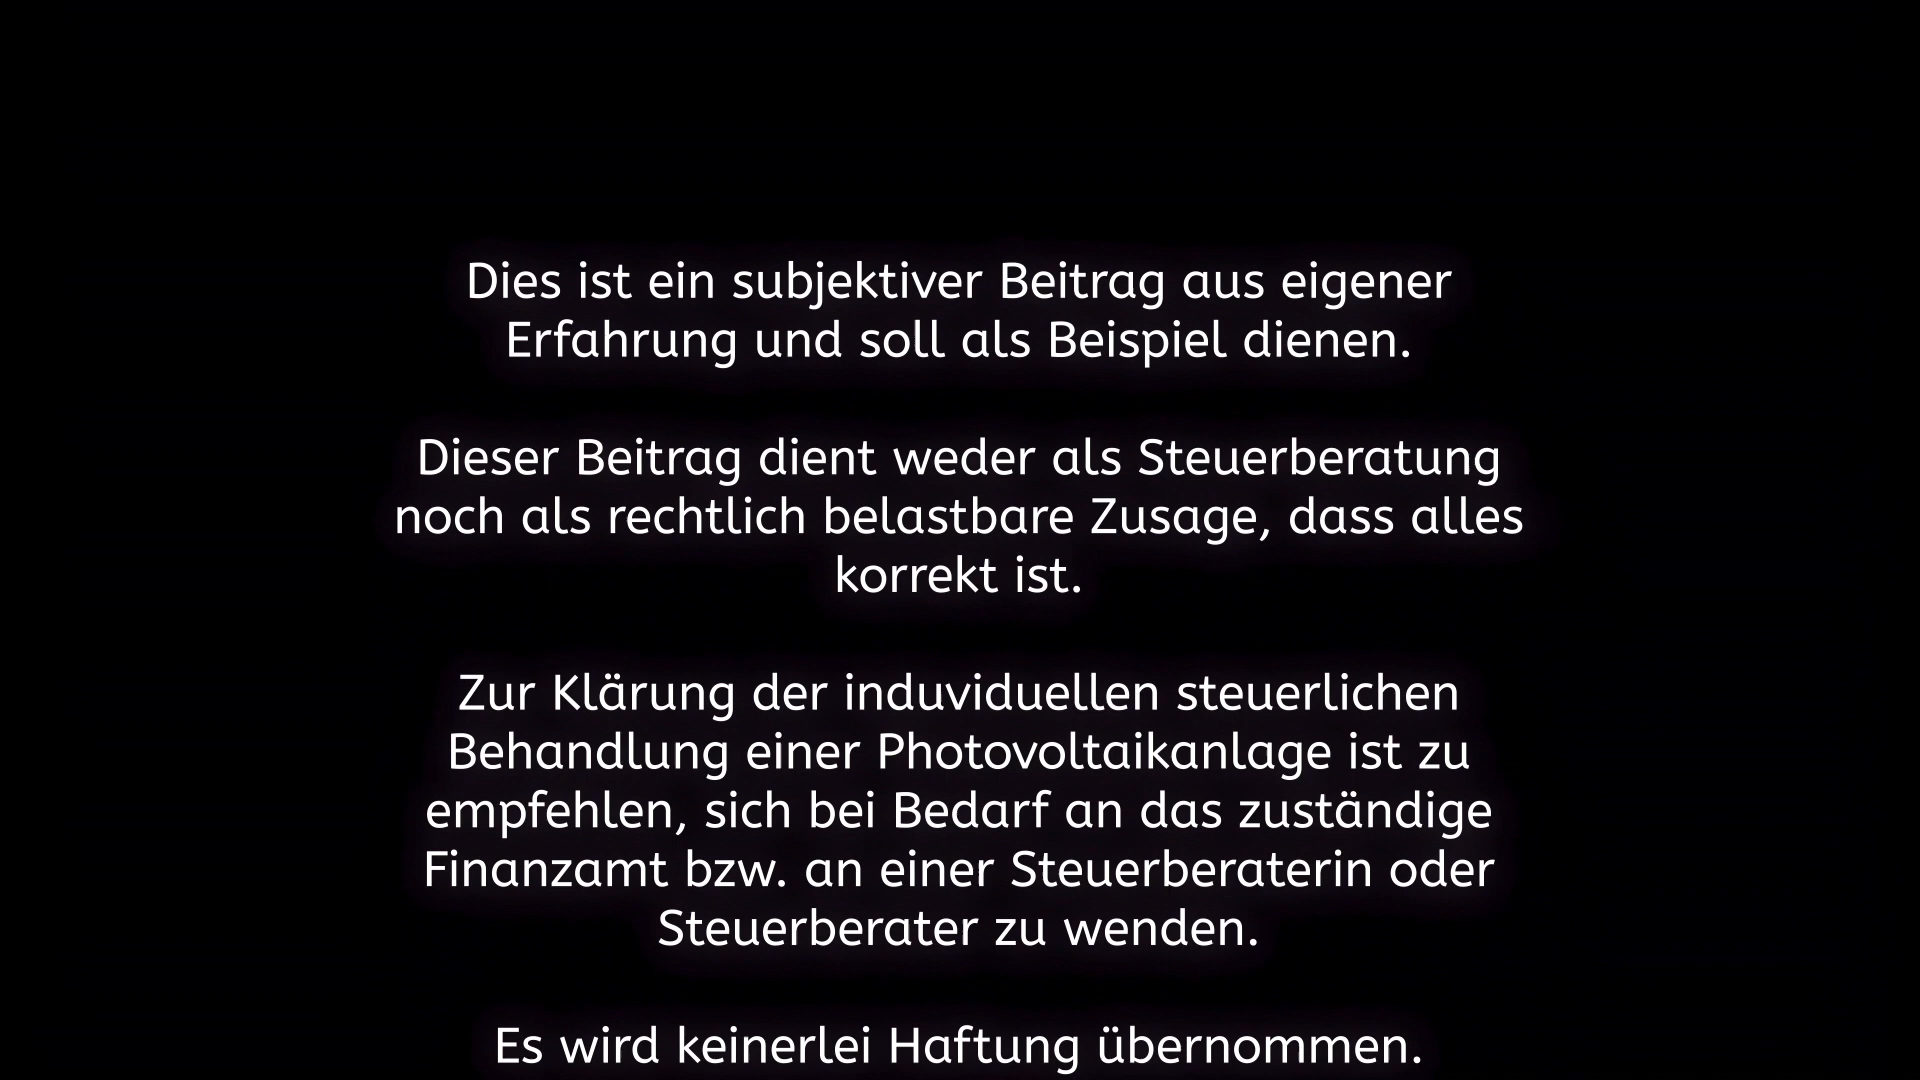 Dies ist ein subjektiver Beitrag aus eigener
Erfahrung und soll als Beispiel dienen.
Dieser Beitrag dient weder als Steuerberatung
noch als rechtlich belastbare Zusage, dass alles
korrekt ist.
Zur Klärung der induviduellen steuerlichen
Behandlung einer Photovoltaikanlage ist zu
empfehlen, sich bei Bedarf an das zuständige
Finanzamt bzw. an einer Steuerberaterin oder
Steuerberater zu wenden.
Es wird keinerlei Haftung übernommen.